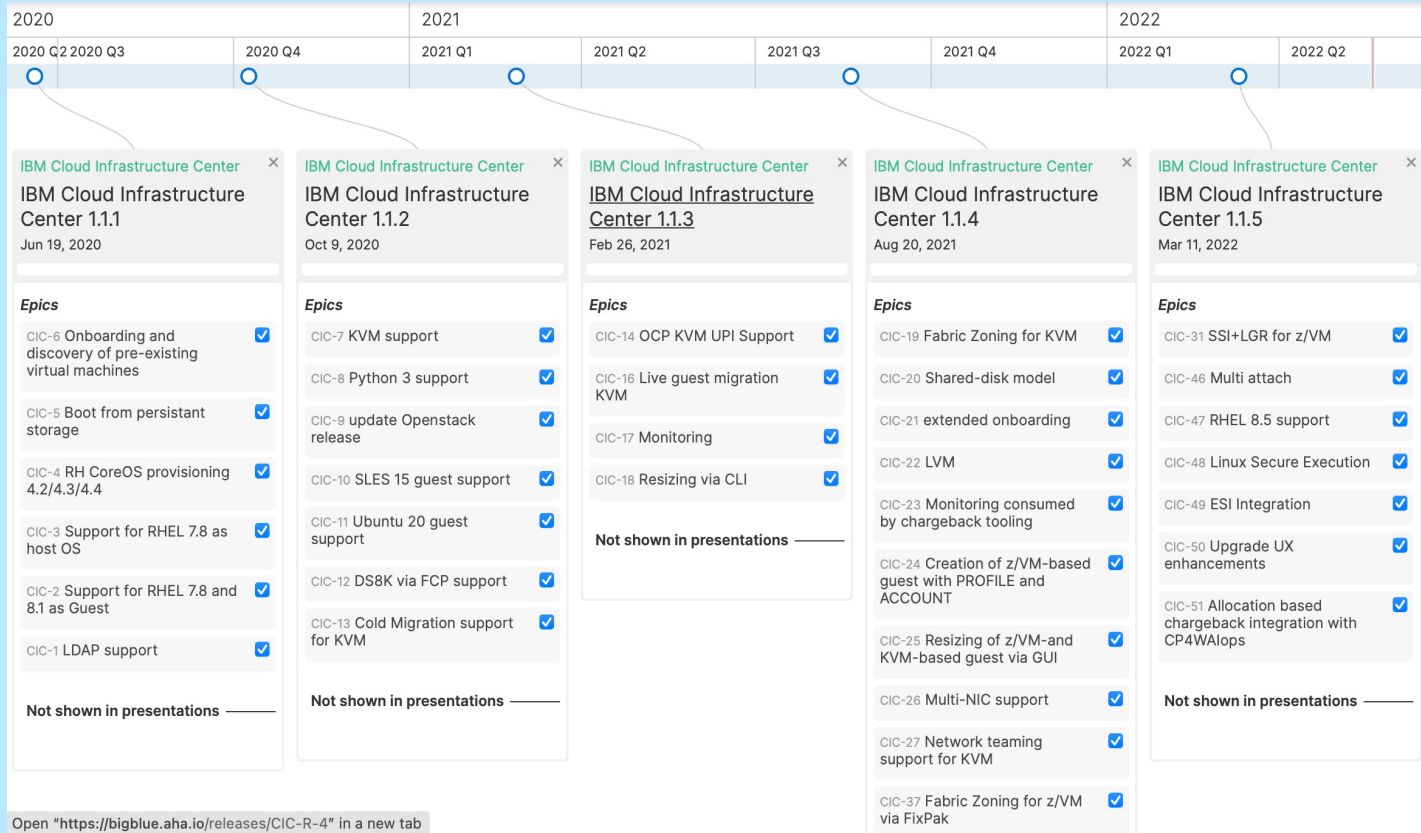 2020
2021
2022
2020 Q2
2020 Q3
2020 Q4
2021 Q1
2021 Q2
2021 Q3
2021 Q4
2022 Q1
2022 Q2
IBM Cloud Infrastructure Center
IBM Cloud Infrastructure
Center 1.1.1
Jun 19, 2020
Epics
CIC-6 Onboarding and
discovery of pre-existing
virtual machines
CIC-5 Boot from persistant
storage
CIC-4 RH CoreOS provisioning
4.2/4.3/4.4
CIC-3 Support for RHEL 7.8 as
host OS
CIC-2 Support for RHEL 7.8 and
8.1 as Guest
CIC-1 LDAP support
Not shown in presentations
IBM Cloud Infrastructure Center
IBM Cloud Infrastructure
Center 1.1.2
Oct 9, 2020
Epics
CIC-7 KVM support
CIC-8 Python 3 support
CIC-9 update Openstack
release
CIC-10 SLES 15 guest support
CIC-11 Ubuntu 20 guest
support
CIC-12 DS8K via FCP support
CIC-13 Cold Migration support
for KVM
Not shown in presentations
IBM Cloud Infrastructure Center
IBM Cloud Infrastructure
Center 1.1.3
Feb 26, 2021
Epics
CIC-14 OCP KVM UPI Support
CIC-16 Live guest migration
KVM
CIC-17 Monitoring
CIC-18 Resizing via CLI
Not shown in presentations
IBM Cloud Infrastructure Center
IBM Cloud Infrastructure
Center 1.1.4
Aug 20, 2021
Epics
CIC-19 Fabric Zoning for KVM
CIC-20 Shared-disk model
CIC-21 extended onboarding
CIC-22 LVM
CIC-23 Monitoring consumed
by chargeback tooling
CIC-24 Creation of z/VM-based
guest with PROFILE and
ACCOUNT
CIC-25 Resizing of z/VM-and
KVM-based guest via GUI
CIC-26 Multi-NIC support
CIC-27 Network teaming
support for KVM
CIC-37 Fabric Zoning for z/VM
via FixPak
IBM Cloud Infrastructure Center
IBM Cloud Infrastructure
Center 1.1.5
Mar 11, 2022
Epics
CIC-31 SSI+LGR for z/VM
CIC-46 Multi attach
CIC-47 RHEL 8.5 support
CIC-48 Linux Secure Execution
CIC-49 ESI Integration
CIC-50 Upgrade UX
enhancements
CIC-51 Allocation based
chargeback integration with
CP4WAIops
Not shown in presentations
Open "https://bigblue.aha.io/releases/CIC-R-4" in a new tab